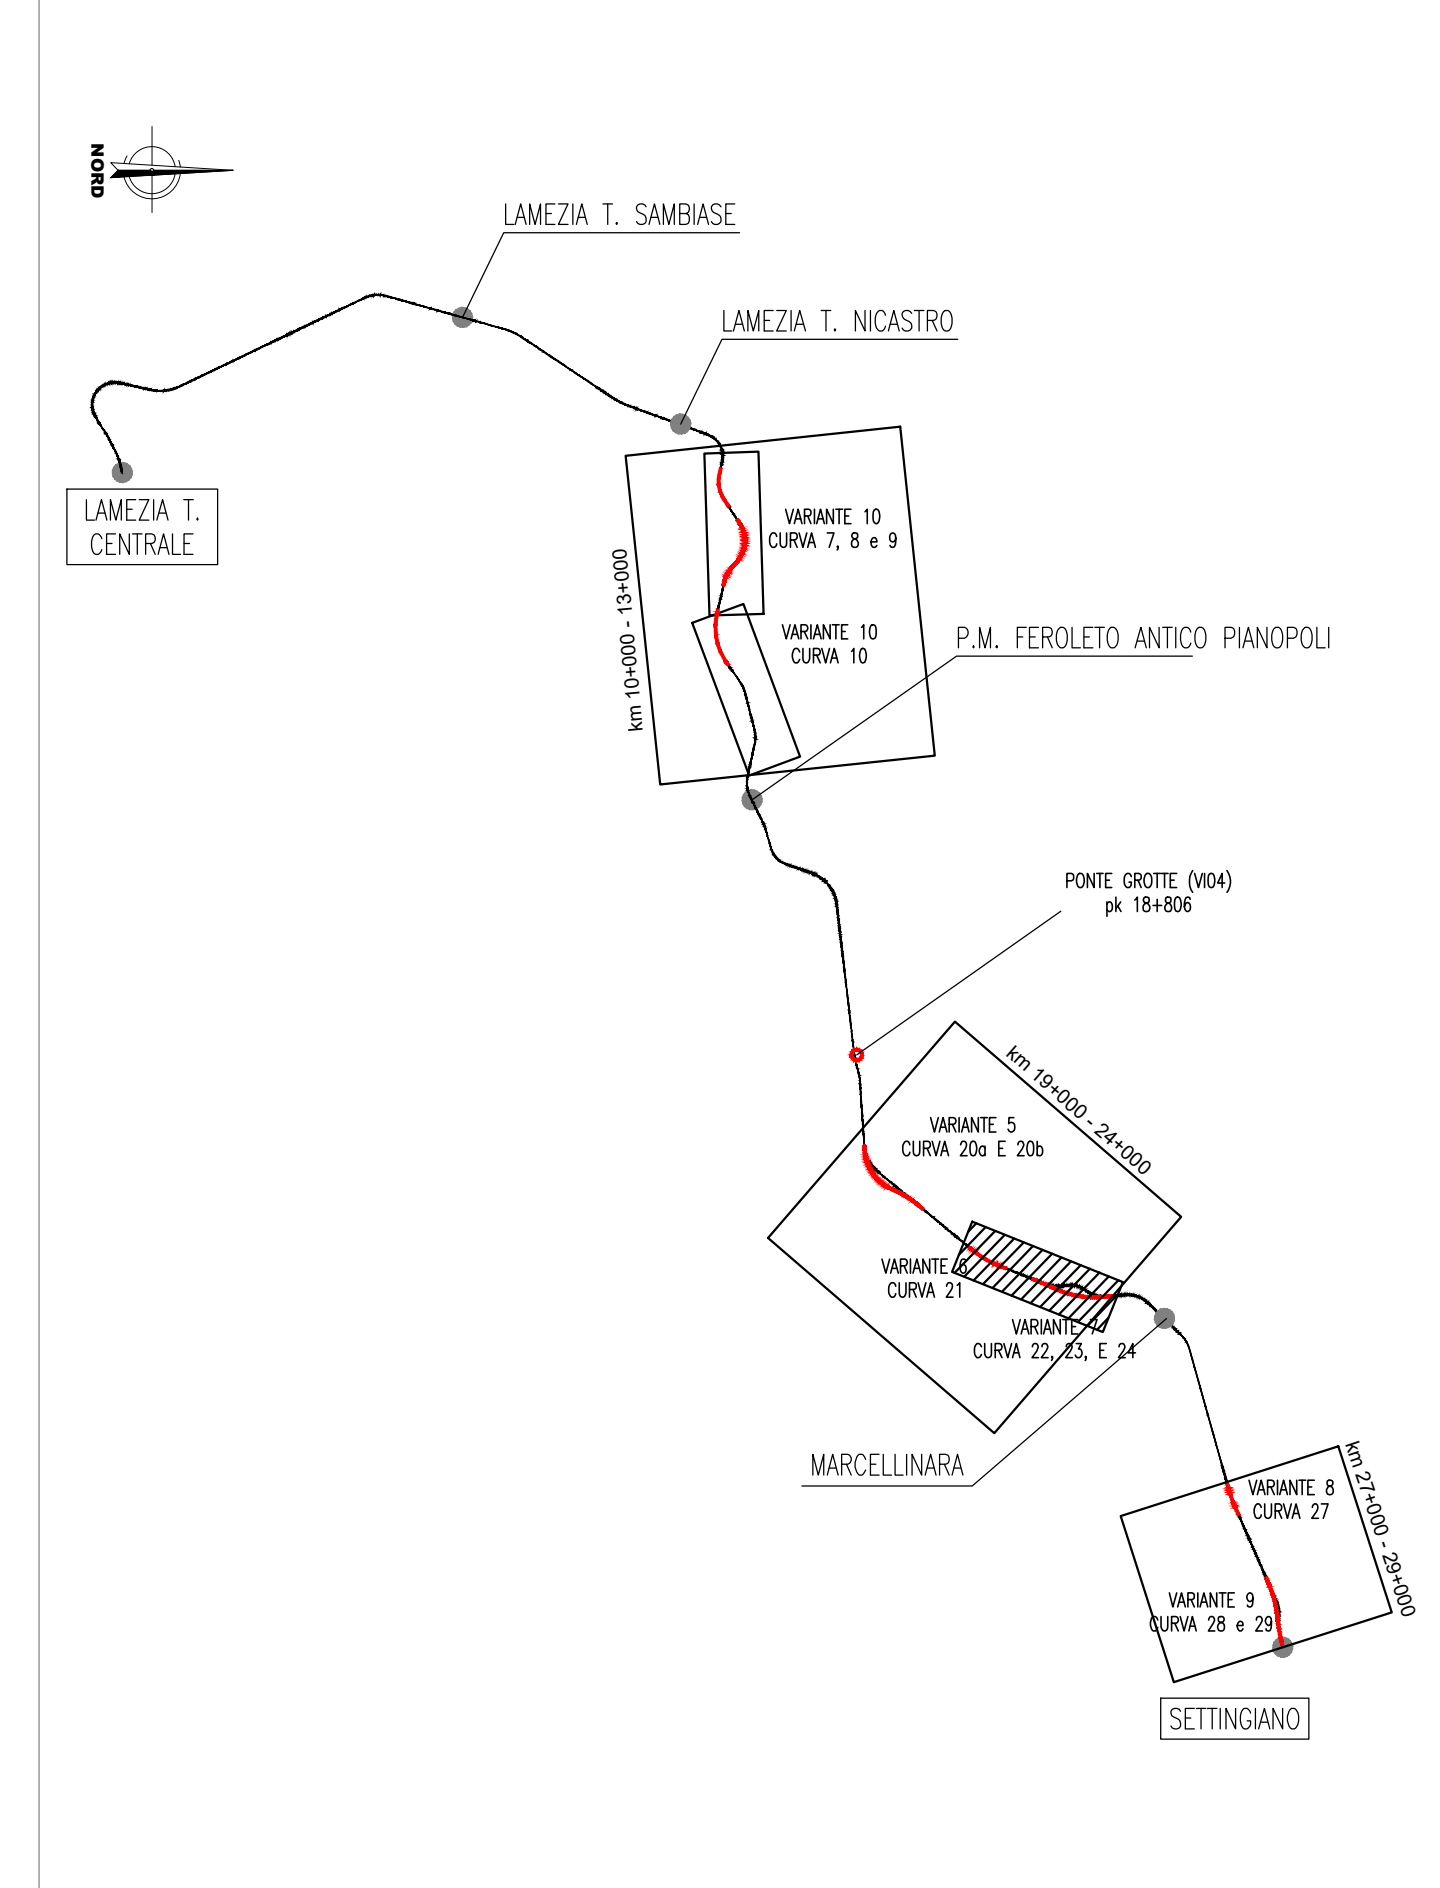 NORD
LAMEZIA T. SAMBIASE
LAMEZIA T. NICASTRO
LAMEZIA T.
CENTRALE
VARIANTE 10
CURVA 7, 8 e 9
km 10+000 - 13+000
VARIANTE 10
CURVA 10
P.M. FEROLETO ANTICO PIANOPOLI
PONTE GROTTE (VI04)
pk 18+806
km 19+000 - 24+000
VARIANTE 5
CURVA 20a E 20b
VARIANTE 6
CURVA 21
VARIANTE 7
CURVA 22, 23, E 24
MARCELLINARA
km 27+000 - 29+000
VARIANTE 8
CURVA 27
VARIANTE 9
CURVA 28 e 29
SETTINGIANO